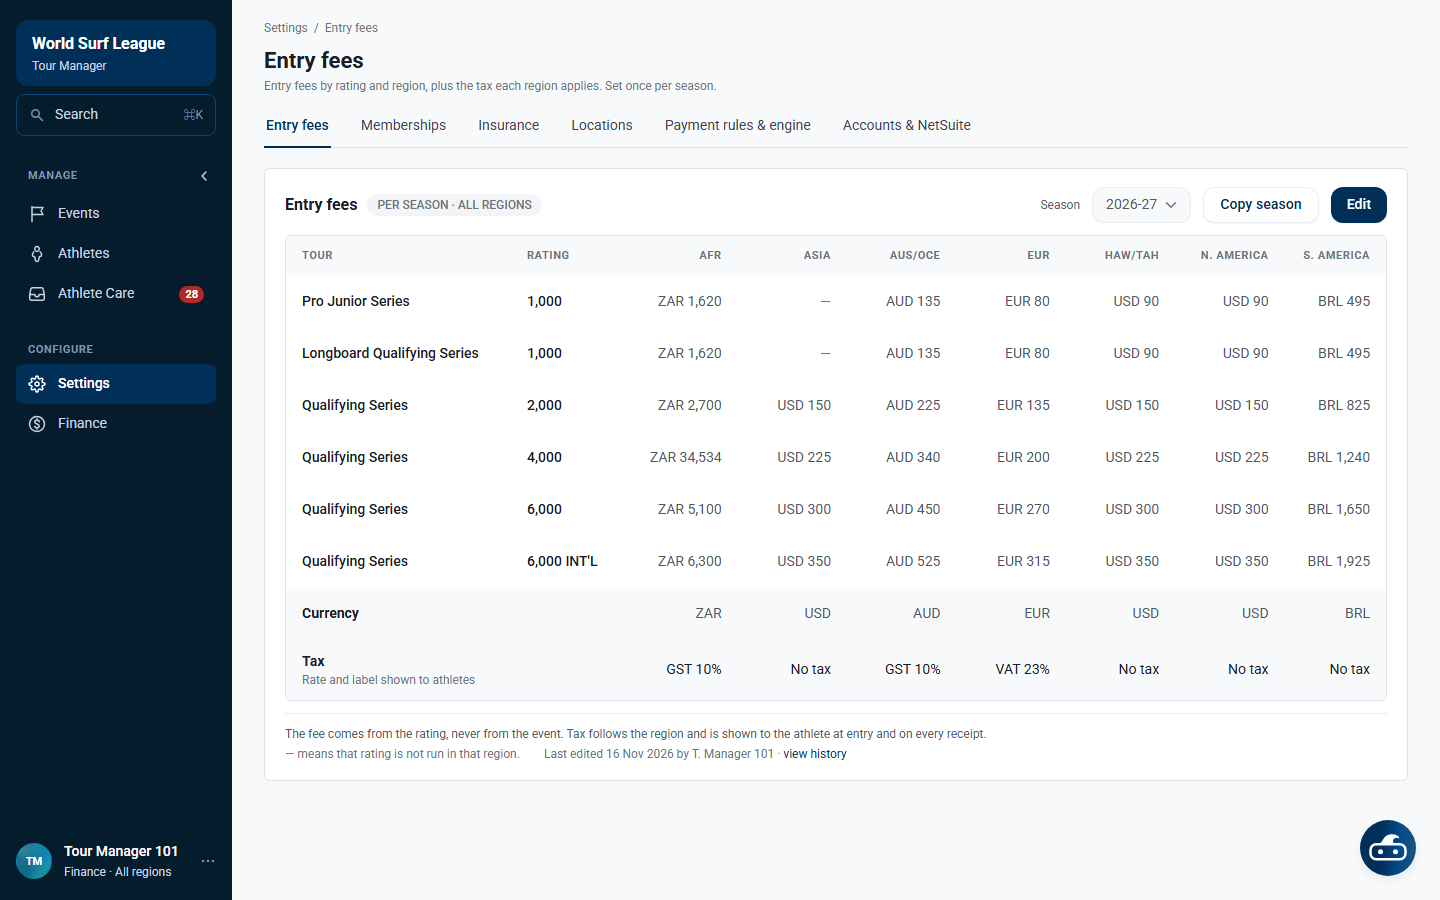 World Surf League
Tour Manager
Search ⌘K
MANAGE
Events
Athletes
Athlete Care 28
CONFIGURE
Settings
Finance
TM
Tour Manager 101
Finance · All regions
Settings / Entry fees
Entry fees
Entry fees by rating and region, plus the tax each region applies. Set once per season.
Entry fees Memberships Insurance Locations Payment rules & engine Accounts & NetSuite
Entry fees PER SEASON · ALL REGIONS Season 2026-27 Copy season Edit
TOUR RATING AFR ASIA AUS/OCE EUR HAW/TAH N. AMERICA S. AMERICA
Pro Junior Series 1,000 ZAR 1,620 — AUD 135 EUR 80 USD 90 USD 90 BRL 495
Longboard Qualifying Series 1,000 ZAR 1,620 — AUD 135 EUR 80 USD 90 USD 90 BRL 495
Qualifying Series 2,000 ZAR 2,700 USD 150 AUD 225 EUR 135 USD 150 USD 150 BRL 825
Qualifying Series 4,000 ZAR 34,534 USD 225 AUD 340 EUR 200 USD 225 USD 225 BRL 1,240
Qualifying Series 6,000 ZAR 5,100 USD 300 AUD 450 EUR 270 USD 300 USD 300 BRL 1,650
Qualifying Series 6,000 INT'L ZAR 6,300 USD 350 AUD 525 EUR 315 USD 350 USD 350 BRL 1,925
Currency ZAR USD AUD EUR USD USD BRL
Tax GST 10% No tax GST 10% VAT 23% No tax No tax No tax
Rate and label shown to athletes
The fee comes from the rating, never from the event. Tax follows the region and is shown to the athlete at entry and on every receipt.
— means that rating is not run in that region. Last edited 16 Nov 2026 by T. Manager 101 · view history